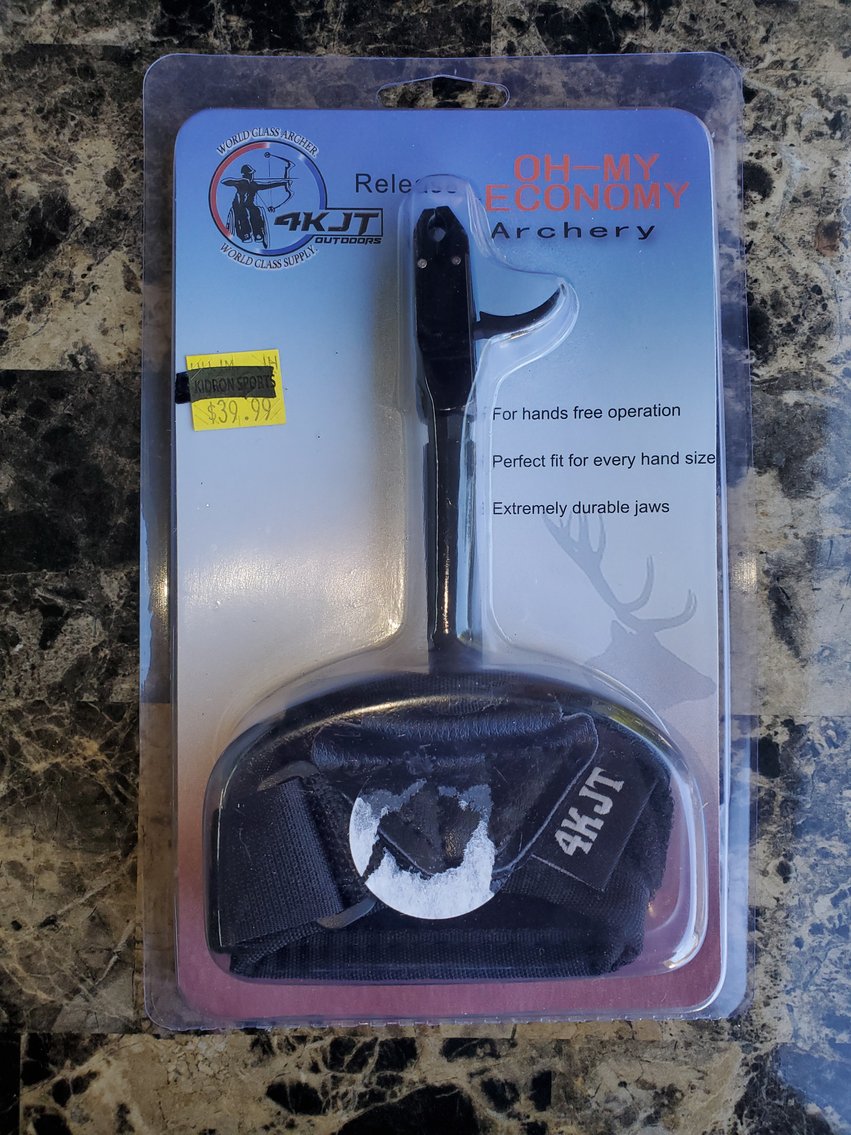 WORLD CLASS ARCHER
4KJT
OUTDOORS
WORLD CLASS SUPPLY
Release
OH-MY
ECONOMY
Archery
KIDRON SPORTS
$39.99
For hands free operation
Perfect fit for every hand size
Extremely durable jaws
4KJT